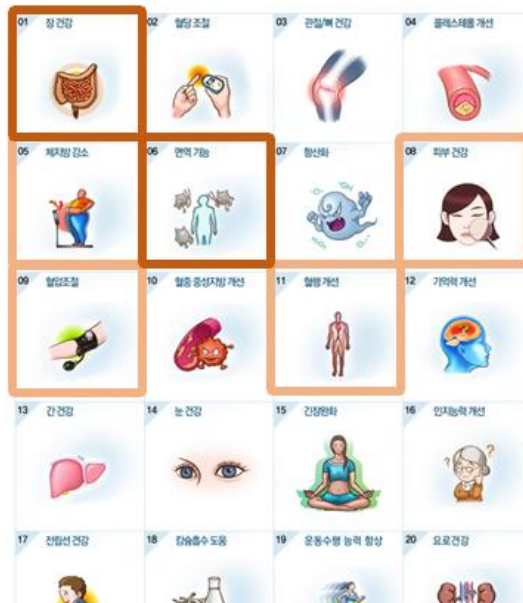 01 장 건강
02 혈당 조절
03 관절/뼈 건강
04 콜레스테롤 개선
05 체지방 감소
06 면역 기능
07 항산화
08 피부 건강
09 혈압조절
10 혈중 중성지방 개선
11 혈행 개선
12 기억력 개선
13 간 건강
14 눈 건강
15 긴장완화
16 인지능력 개선
17 전립선 건강
18 칼슘흡수 도움
19 운동수행 능력 향상
20 요로건강